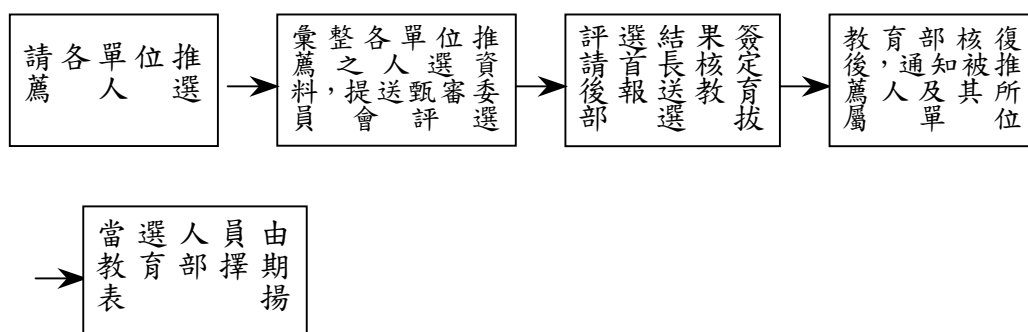 請各單位推
薦人選
彙整各單位推
薦之人選資
料，提送甄審委
員會評選
評選結果簽
請首長核定
後報送教育
部選拔
教育部核復
後，通知被推
薦人及其所
屬單位
當選人員由
教育部擇期
表揚